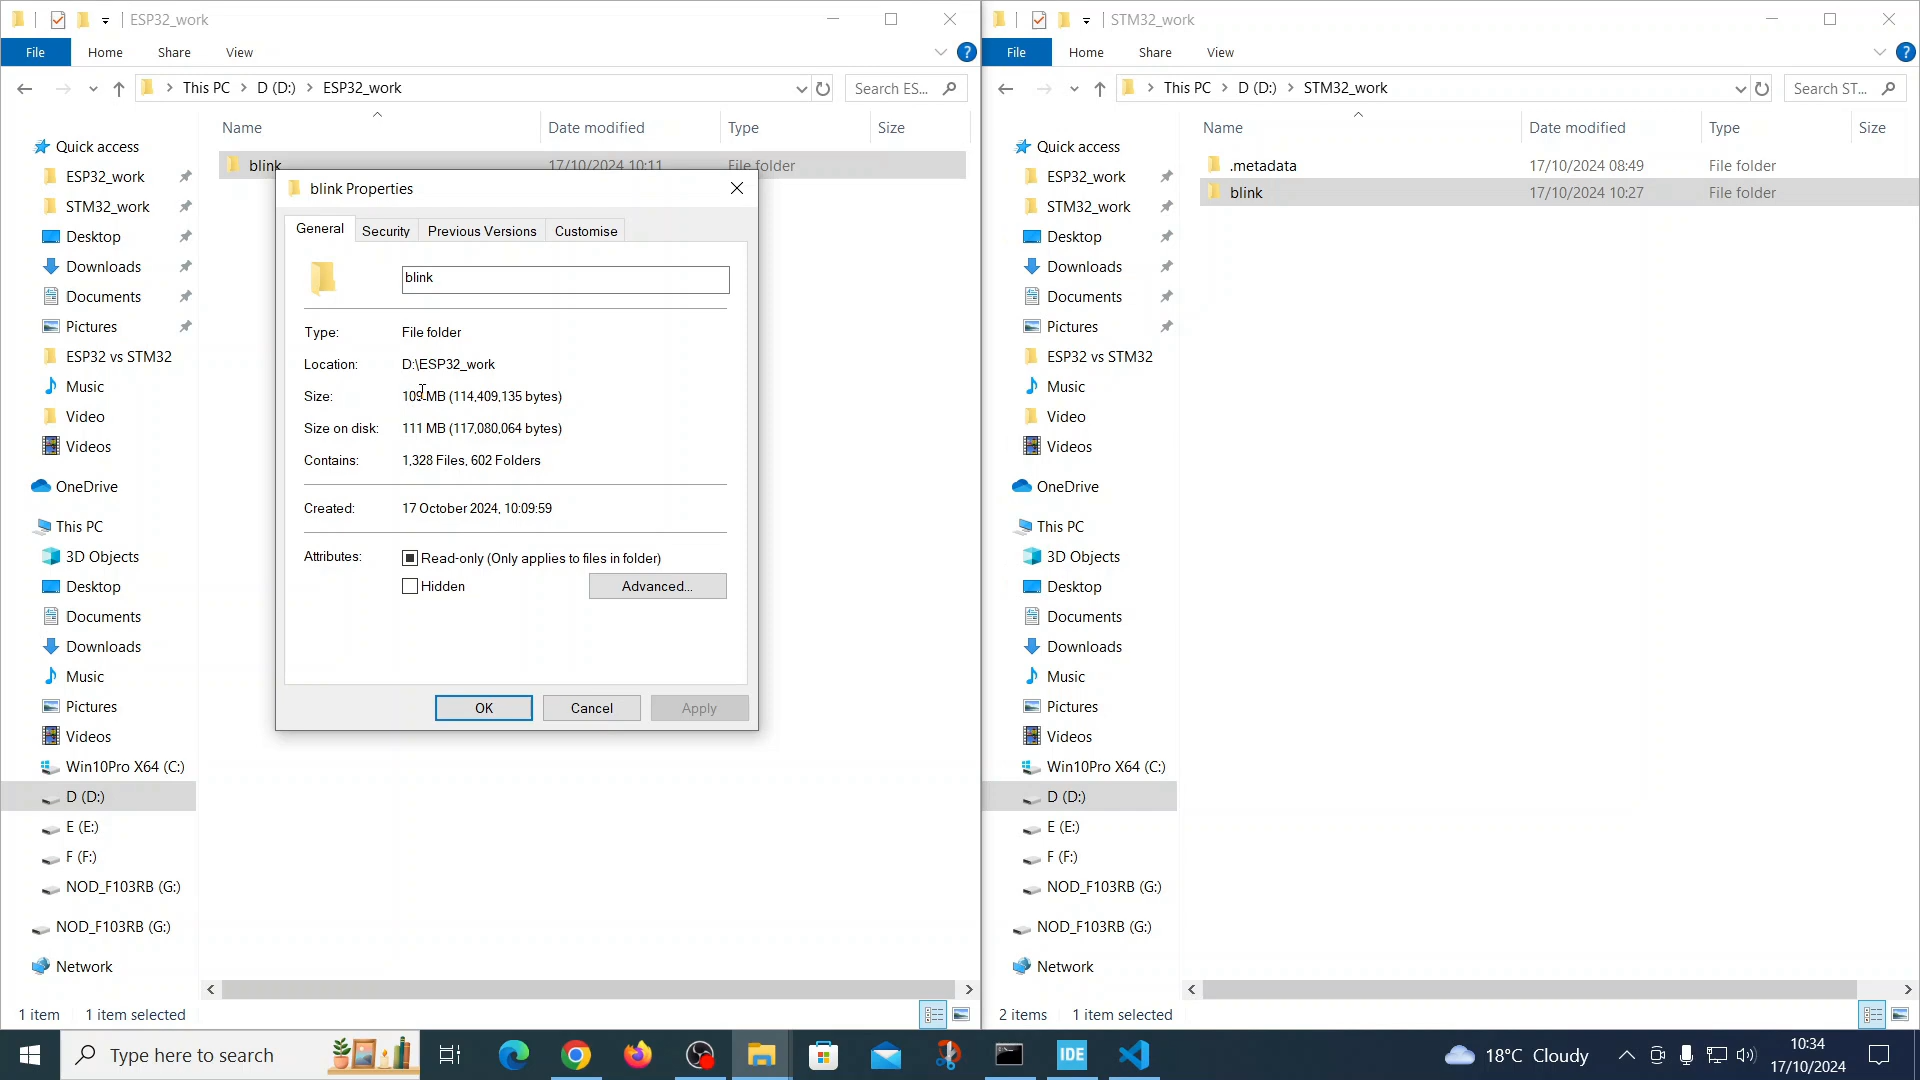 ESP32_work
File
Home
Share
View
This PC
D (D:)
ESP32_work
Search ES...
Name
Date modified
Type
Size
Quick access
ESP32_work
STM32_work
Desktop
Downloads
Documents
Pictures
ESP32 vs STM32
Music
Video
Videos
OneDrive
This PC
3D Objects
Desktop
Documents
Downloads
Music
Pictures
Videos
Win10Pro X64 (C:)
D (D:)
E (E:)
F (F:)
NOD_F103RB (G:)
NOD_F103RB (G:)
Network
blink
17/10/2024 10:11
File folder
blink Properties
General
Security
Previous Versions
Customise
blink
Type:
File folder
Location:
D:\ESP32_work
Size:
109 MB (114,409,135 bytes)
Size on disk:
111 MB (117,080,064 bytes)
Contains:
1,328 Files, 602 Folders
Created:
17 October 2024, 10:09:59
Attributes:
Read-only (Only applies to files in folder)
Hidden
Advanced...
OK
Cancel
Apply
1 item
1 item selected
STM32_work
File
Home
Share
View
This PC
D (D:)
STM32_work
Search ST...
Name
Date modified
Type
Size
Quick access
ESP32_work
STM32_work
Desktop
Downloads
Documents
Pictures
ESP32 vs STM32
Music
Video
Videos
OneDrive
This PC
3D Objects
Desktop
Documents
Downloads
Music
Pictures
Videos
Win10Pro X64 (C:)
D (D:)
E (E:)
F (F:)
NOD_F103RB (G:)
NOD_F103RB (G:)
Network
.metadata
17/10/2024 08:49
File folder
blink
17/10/2024 10:27
File folder
2 items
1 item selected
Type here to search
IDE
18°C Cloudy
10:34
17/10/2024